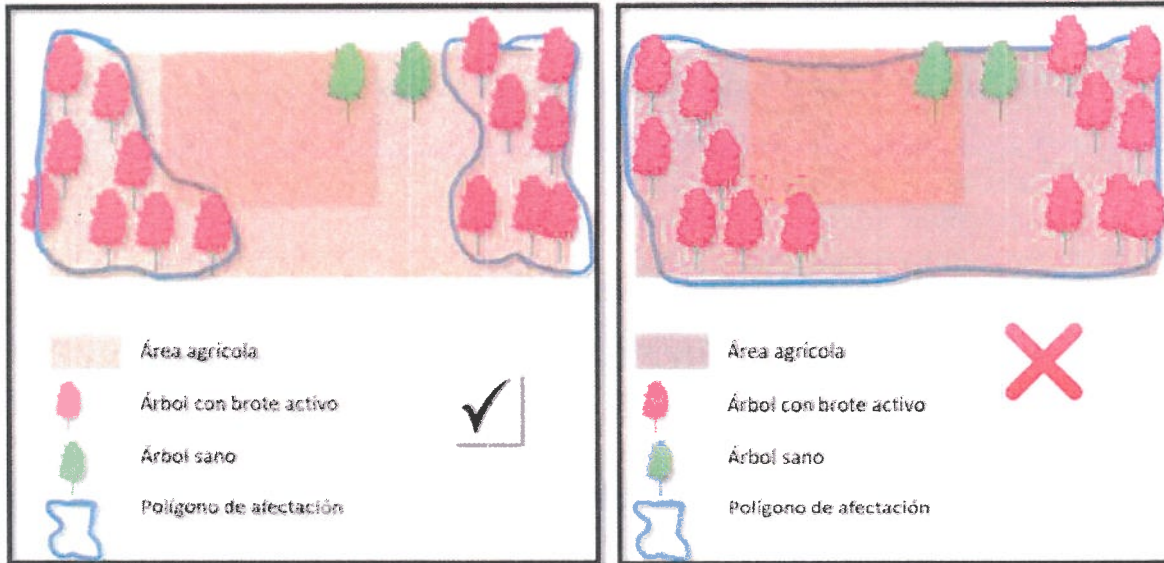 Área agrícola
Árbol con brote activo
Árbol sano
Polígono de afectación
Área agrícola
Árbol con brote activo
Árbol sano
Polígono de afectación